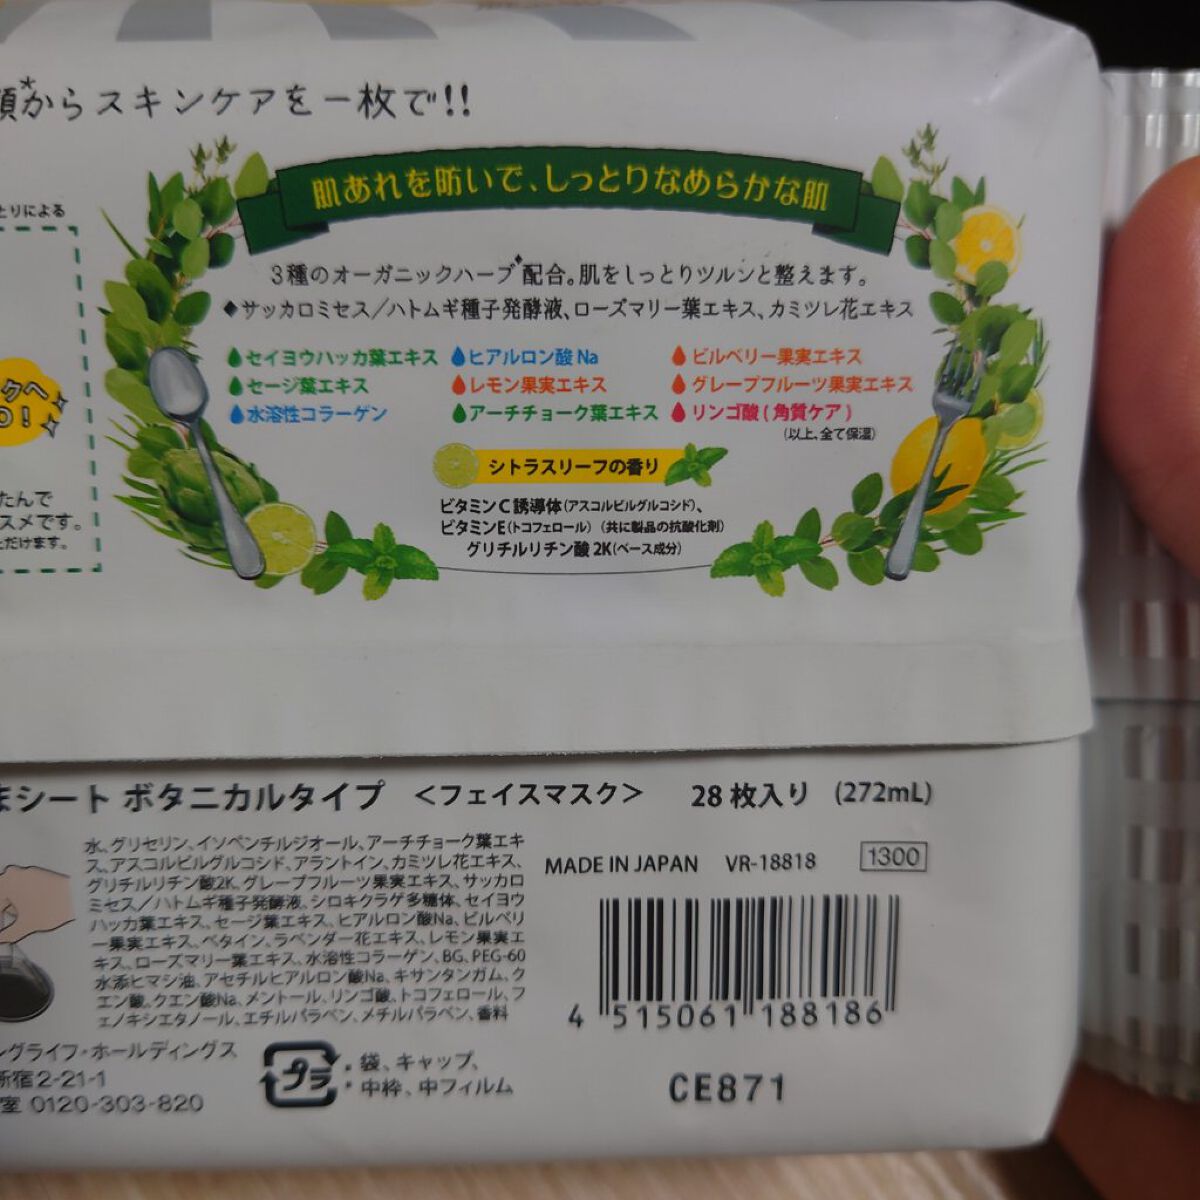 からスキンケアを一枚で!!
肌あれを防いで、しっとりなめらかな肌
とりによる
3種のオーガニックハーブ◆配合。肌をしっとりツルンと整えます。
◆サッカロミセス/ハトムギ種子発酵液、ローズマリー葉エキス、カミツレ花エキス
セイヨウハッカ葉エキス ヒアルロン酸Na ビルベリー果実エキス
セージ葉エキス レモン果実エキス グレープフルーツ果実エキス
水溶性コラーゲン アーチチョーク葉エキス リンゴ酸(角質ケア)
(以上、全て保湿)
クへ
O!
シトラスリーフの香り
たんで
スメです。
ただけます。
ビタミンC誘導体(アスコルビルグルコシド)、
ビタミンE(トコフェロール)(共に製品の抗酸化剤)
グリチルリチン酸2K(ベース成分)
まシート ボタニカルタイプ <フェイスマスク> 28枚入り (272mL)
水、グリセリン、イソペンチルジオール、アーチチョーク葉エキ
ス、アスコルビルグルコシド、アラントイン、カミツレ花エキス、
グリチルリチン酸2K、グレープフルーツ果実エキス、サッカロ
ミセス/ハトムギ種子発酵液、シロキクラゲ多糖体、セイヨウ
ハッカ葉エキス、セージ葉エキス、ヒアルロン酸Na、ビルベリ
ー果実エキス、ベタイン、ラベンダー花エキス、レモン果実エ
キス、ローズマリー葉エキス、水溶性コラーゲン、BG、PEG-60
水添ヒマシ油、アセチルヒアルロン酸Na、キサンタンガム、ク
エン酸、クエン酸Na、メントール、リンゴ酸、トコフェロール、フ
ェノキシエタノール、エチルパラベン、メチルパラベン、香料
MADE IN JAPAN VR-18818 1300
4 515061 188186
ングライフ・ホールディングス
新宿2-21-1
室 0120-303-820
プラ
:袋、キャップ、
中枠、中フィルム
CE871